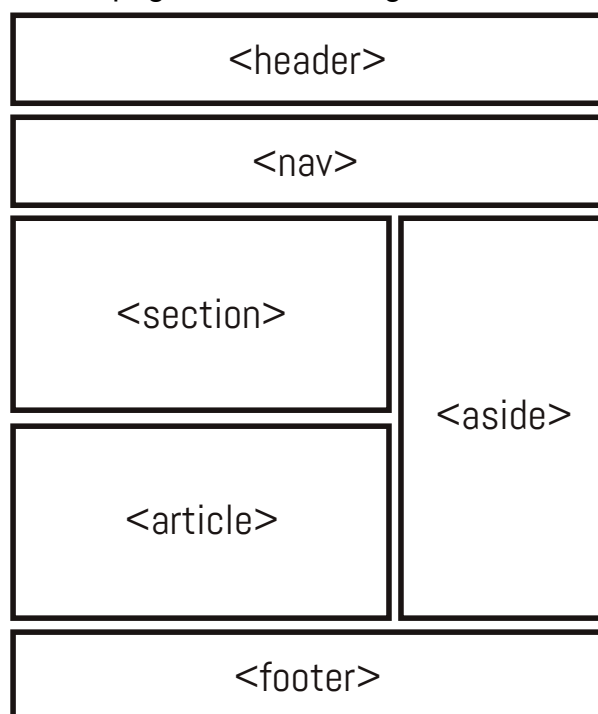 <header>
<nav>
<section>
<aside>
<article>
<footer>